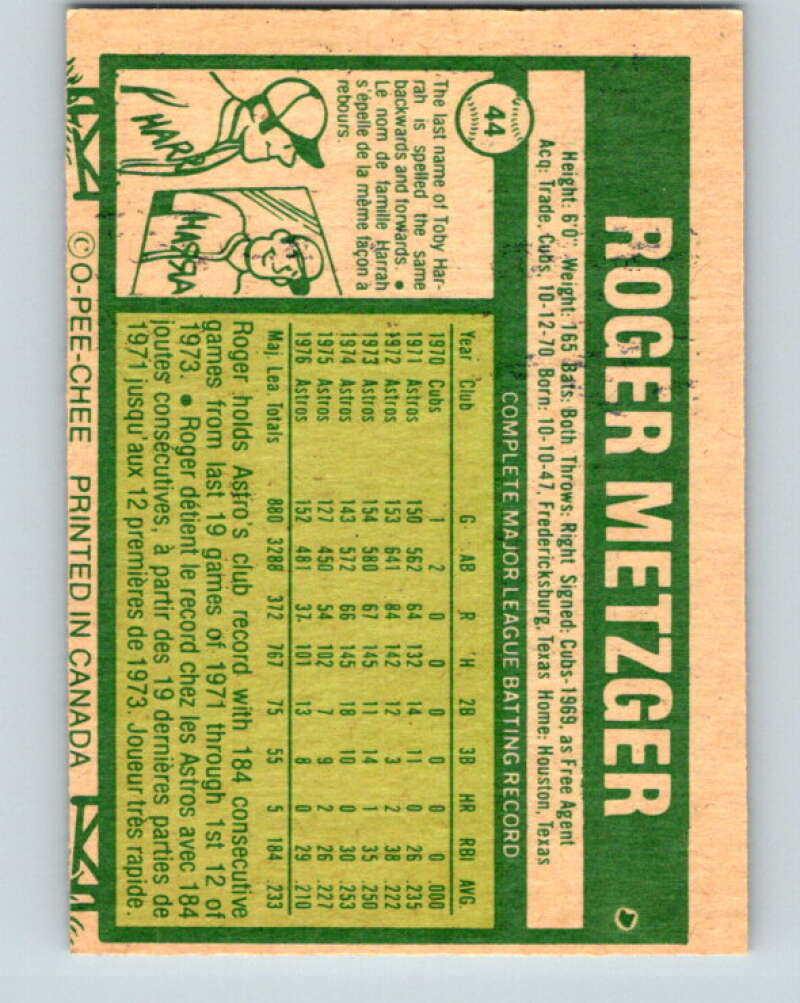 44
ROGER METZGER
Height: 6'0" Weight: 165 Bats: Both Throws: Right Signed: Cubs-1969, as Free Agent
Acq: Trade, Cubs, 10-12-70 Born: 10-10-47, Fredericksburg, Texas Home: Houston, Texas
COMPLETE MAJOR LEAGUE BATTING RECORD
Year Club G AB R H 2B 3B HR RBI AVG.
1970 Cubs 1 2 0 0 0 0 0 0 .000
1971 Astros 150 562 64 132 14 11 0 26 .235
1972 Astros 153 641 84 142 12 3 2 38 .222
1973 Astros 154 580 67 145 11 14 1 35 .250
1974 Astros 143 572 66 145 18 10 0 30 .253
1975 Astros 127 450 54 102 7 9 2 26 .227
1976 Astros 152 481 37 101 13 8 0 29 .210
Maj. Lea Totals 880 3288 372 767 75 55 5 184 .233
Roger holds Astro's club record with 184 consecutive
games from last 19 games of 1971 through 1st 12 of
1973. ● Roger détient le record chez les Astros avec 184
joutes consécutives, à partir des 19 dernières parties de
1971 jusqu'aux 12 premières de 1973. Joueur très rapide.
The last name of Toby Har-
rah is spelled the same
backwards and forwards. ●
Le nom de famille Harrah
s'épelle de la même façon à
rebours.
HARR
HARRA
© O-PEE-CHEE PRINTED IN CANADA